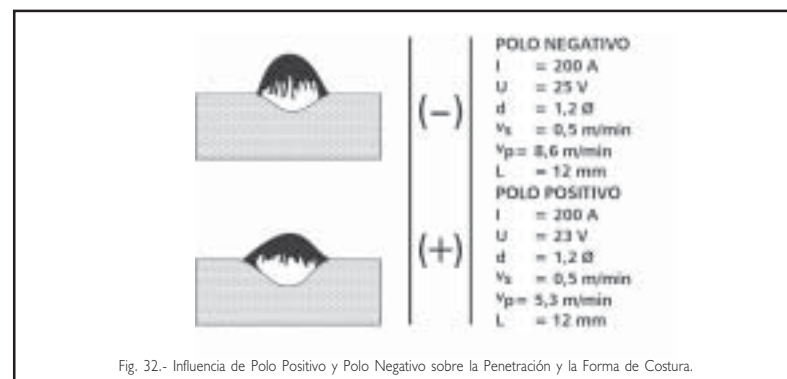 (−)
POLO NEGATIVO
I = 200 A
U = 25 V
d = 1,2 Ø
vs = 0,5 m/min
vp = 8,6 m/min
L = 12 mm
(+)
POLO POSITIVO
I = 200 A
U = 23 V
d = 1,2 Ø
vs = 0,5 m/min
vp = 5,3 m/min
L = 12 mm
Fig. 32.- Influencia de Polo Positivo y Polo Negativo sobre la Penetración y la Forma de Costura.